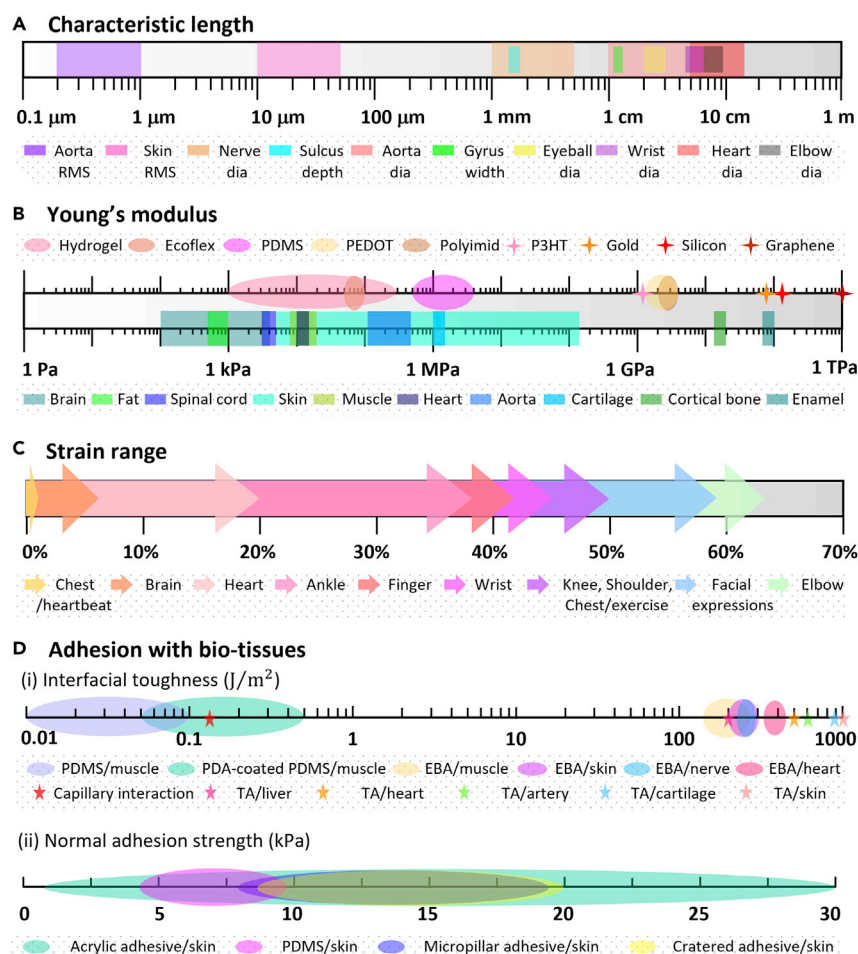 A Characteristic length
0.1 μm 1 μm 10 μm 100 μm 1 mm 1 cm 10 cm 1 m
Aorta Skin Nerve Sulcus Aorta Gyrus Eyeball Wrist Heart Elbow
RMS RMS dia depth dia width dia dia dia dia
B Young's modulus
Hydrogel Ecoflex PDMS PEDOT Polyimid P3HT Gold Silicon Graphene
1 Pa 1 kPa 1 MPa 1 GPa 1 TPa
Brain Fat Spinal cord Skin Muscle Heart Aorta Cartilage Cortical bone Enamel
C Strain range
0% 10% 20% 30% 40% 50% 60% 70%
Chest Brain Heart Ankle Finger Wrist Knee, Shoulder, Facial Elbow
/heartbeat Chest/exercise expressions
D Adhesion with bio-tissues
(i) Interfacial toughness (J/m²)
0.01 0.1 1 10 100 1000
PDMS/muscle PDA-coated PDMS/muscle EBA/muscle EBA/skin EBA/nerve EBA/heart
Capillary interaction TA/liver TA/heart TA/artery TA/cartilage TA/skin
(ii) Normal adhesion strength (kPa)
0 5 10 15 20 25 30
Acrylic adhesive/skin PDMS/skin Micropillar adhesive/skin Cratered adhesive/skin